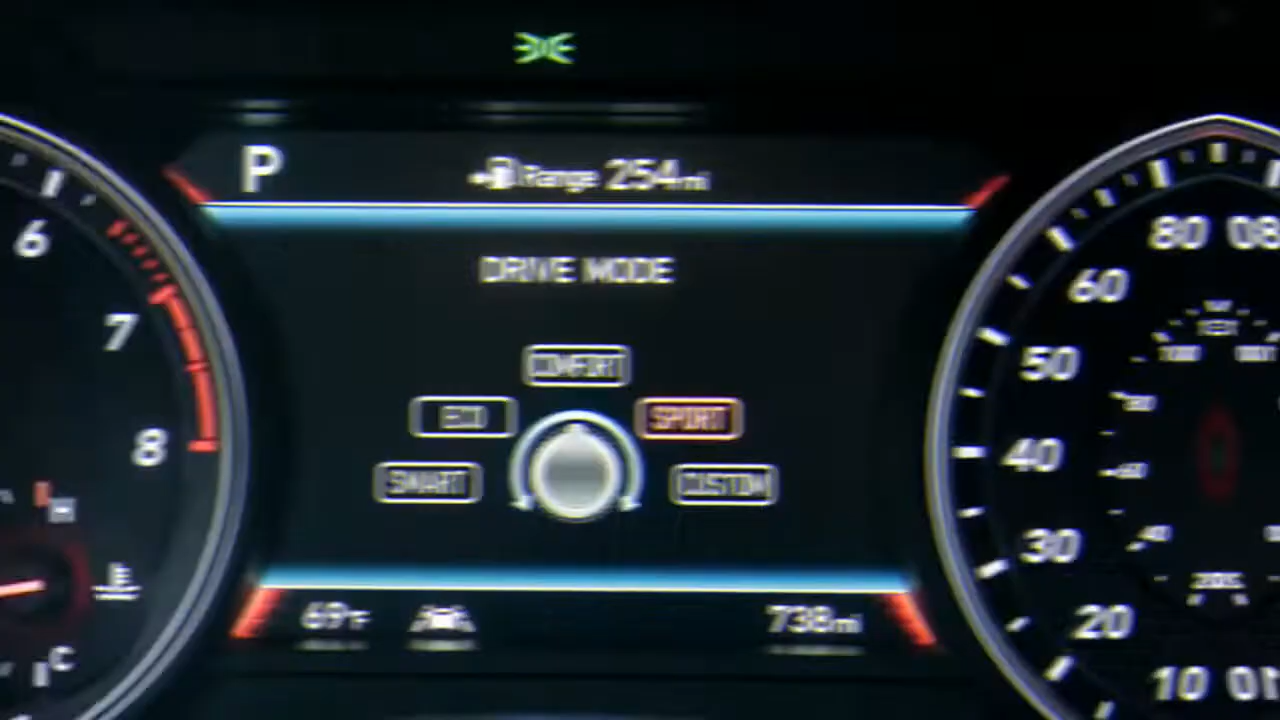 P
Range 254mi
DRIVE MODE
COMFORT
ECO
SPORT
SMART
CUSTOM
69°F
738mi
6
7
8
H
C
80
60
50
40
30
20
10
0